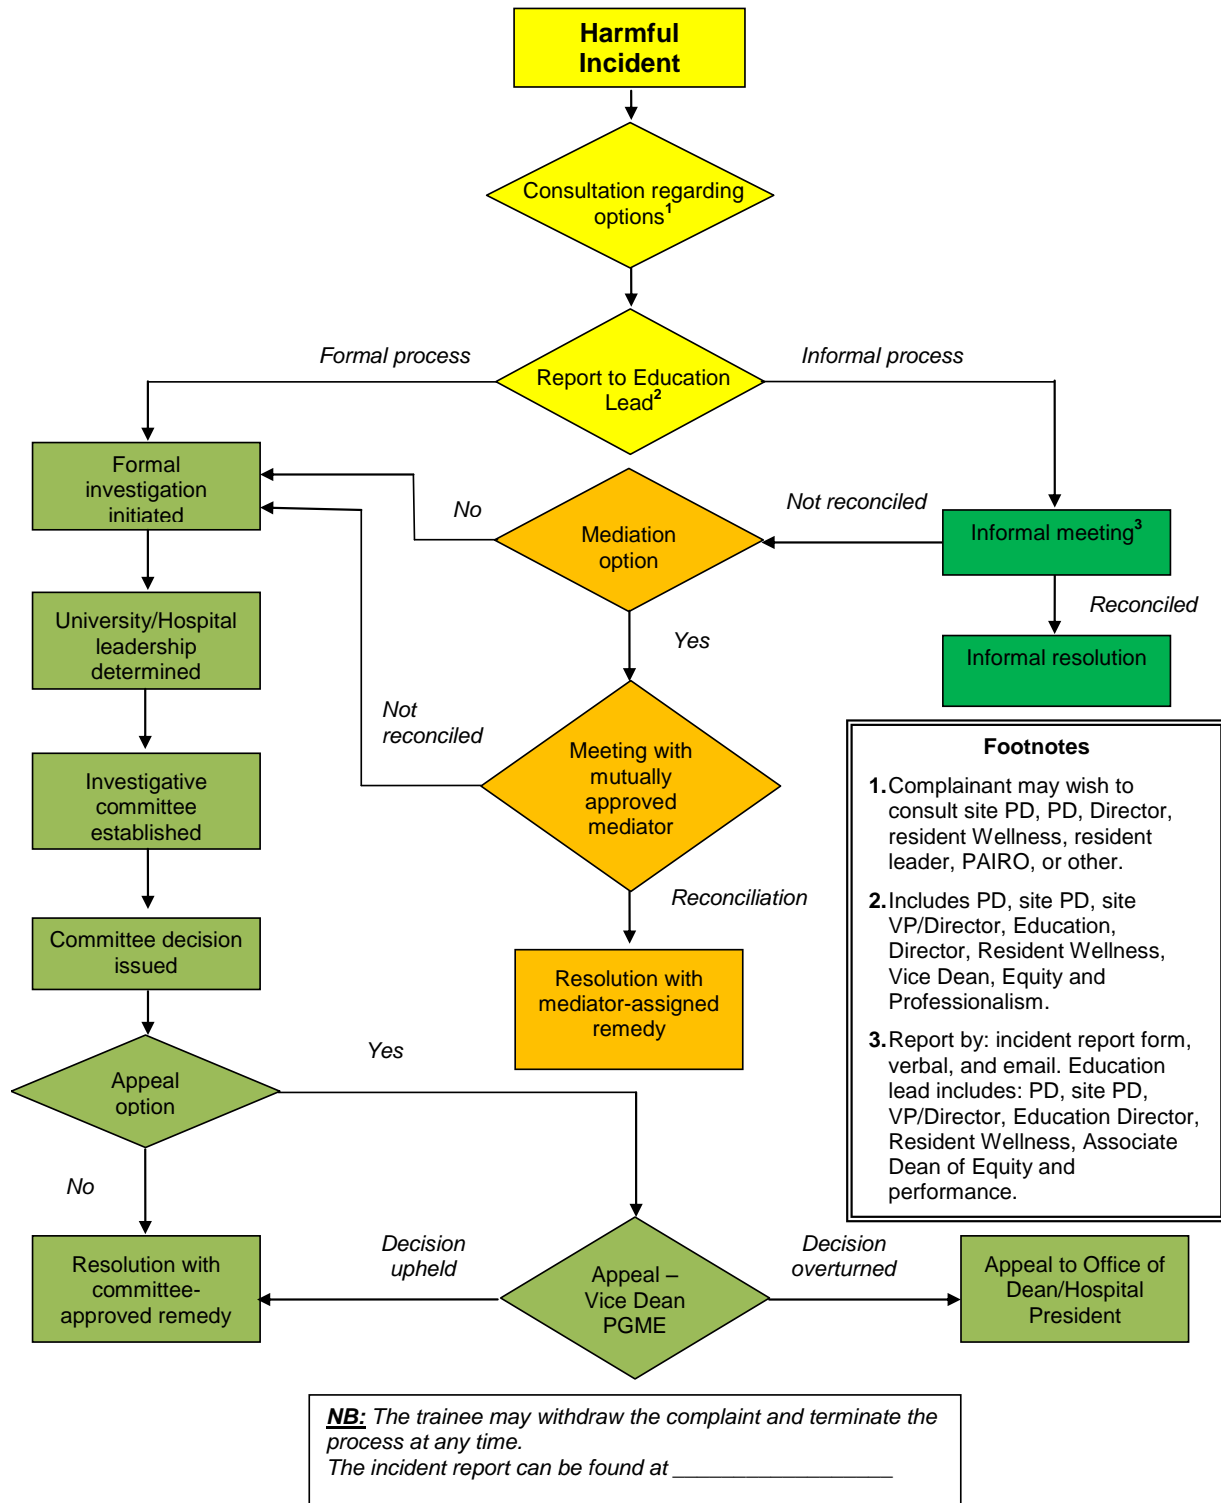 Harmful
Incident
Consultation regarding
options1
Formal process
Informal process
Report to Education
Lead2
Formal
investigation
initiated
No
Mediation
option
Not reconciled
Informal meeting3
Reconciled
University/Hospital
leadership
determined
Yes
Informal resolution
Not
reconciled
Meeting with
mutually
approved
mediator
Investigative
committee
established
Reconciliation
Committee decision
issued
Resolution with
mediator-assigned
remedy
Footnotes
1. Complainant may wish to
consult site PD, PD, Director,
resident Wellness, resident
leader, PAIRO, or other.
2. Includes PD, site PD, site
VP/Director, Education,
Director, Resident Wellness,
Vice Dean, Equity and
Professionalism.
3. Report by: incident report form,
verbal, and email. Education
lead includes: PD, site PD,
VP/Director, Education Director,
Resident Wellness, Associate
Dean of Equity and
performance.
Appeal
option
Yes
No
Resolution with
committee-
approved remedy
Decision
upheld
Appeal –
Vice Dean
PGME
Decision
overturned
Appeal to Office of
Dean/Hospital
President
NB: The trainee may withdraw the complaint and terminate the
process at any time.
The incident report can be found at __________________